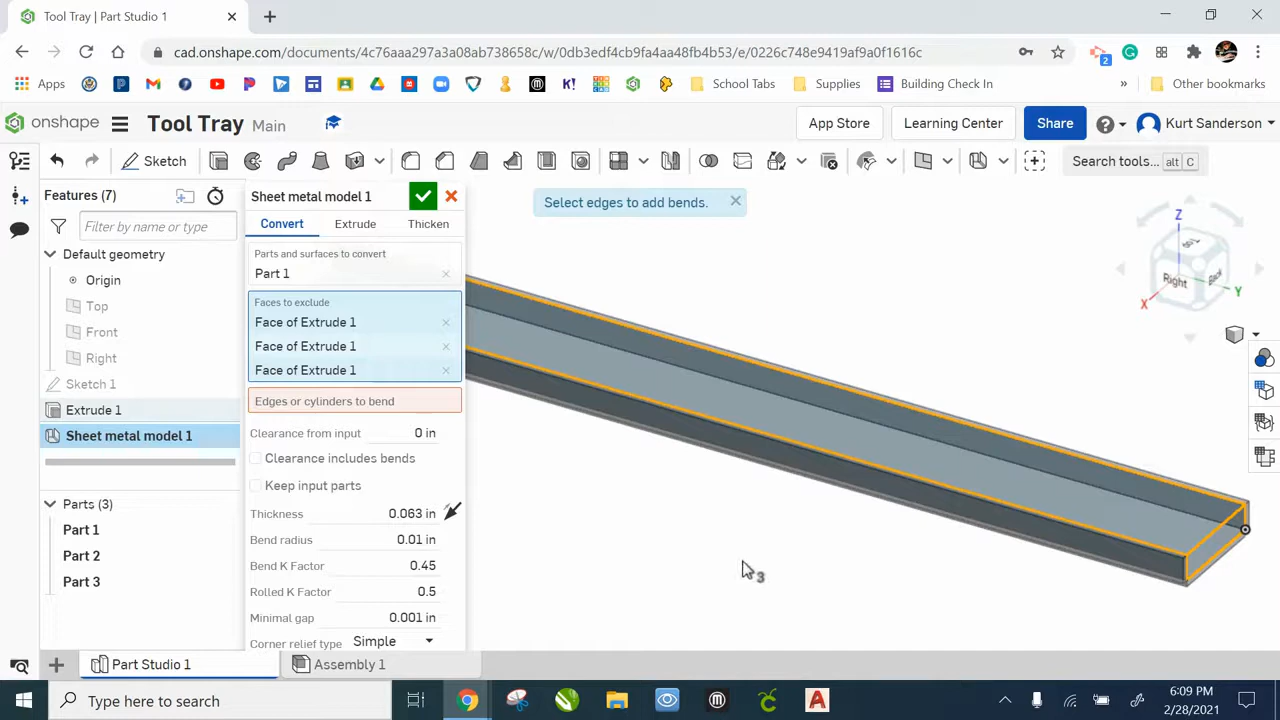 Tool Tray | Part Studio 1
cad.onshape.com/documents/4c76aaa297a3a08ab738658c/w/0db3edf4cb9fa4aa48fb4b53/e/0226c748e9419af9a0f1616c
2
Apps
School Tabs
Supplies
Building Check In
»
Other bookmarks
onshape
Tool Tray Main
App Store
Learning Center
Share
Kurt Sanderson
Sketch
Search tools... alt C
Features (7)
Filter by name or type
Default geometry
Origin
Top
Front
Right
Sketch 1
Extrude 1
Sheet metal model 1
Parts (3)
Part 1
Part 2
Part 3
Sheet metal model 1
Convert Extrude Thicken
Parts and surfaces to convert
Part 1
Faces to exclude
Face of Extrude 1
Face of Extrude 1
Face of Extrude 1
Edges or cylinders to bend
Clearance from input 0 in
Clearance includes bends
Keep input parts
Thickness 0.063 in
Bend radius 0.01 in
Bend K Factor 0.45
Rolled K Factor 0.5
Minimal gap 0.001 in
Corner relief type Simple
Select edges to add bends.
Z
Right
Back
X
Y
3
Part Studio 1
Assembly 1
Type here to search
6:09 PM
2/28/2021